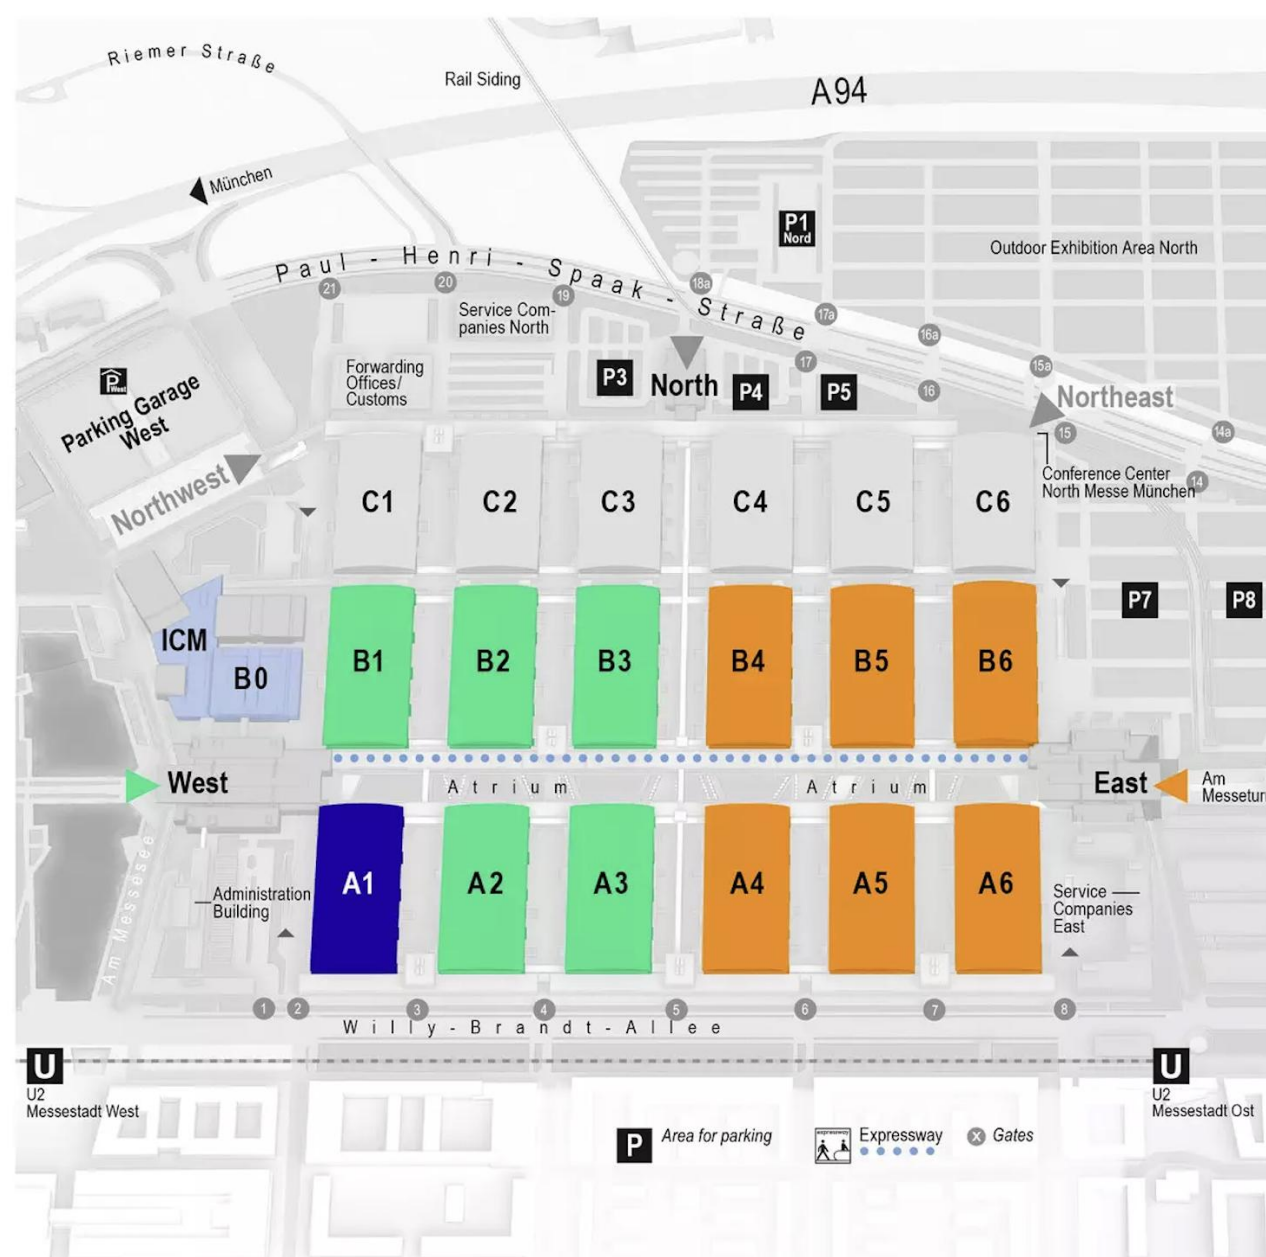 Riemer Straße
Rail Siding
A94
München
P1
Nord
Outdoor Exhibition Area North
Paul - Henri - Spaak - Straße
21
20
19
18a
17a
16a
15a
14a
Service Com-
panies North
17
16
15
14
Forwarding
Offices/
Customs
P3
North
P4
P5
Northeast
P
West
Parking Garage
West
Northwest
Conference Center
North Messe München
C1
C2
C3
C4
C5
C6
P7
P8
ICM
B0
B1
B2
B3
B4
B5
B6
West
Atrium
Atrium
East
Am
Messetur
A1
A2
A3
A4
A5
A6
Administration
Building
Am Messesee
Service
Companies
East
1
2
3
4
5
6
7
8
Willy-Brandt-Allee
U
U2
Messestadt West
U
U2
Messestadt Ost
P
Area for parking
expressway
Expressway
X
Gates